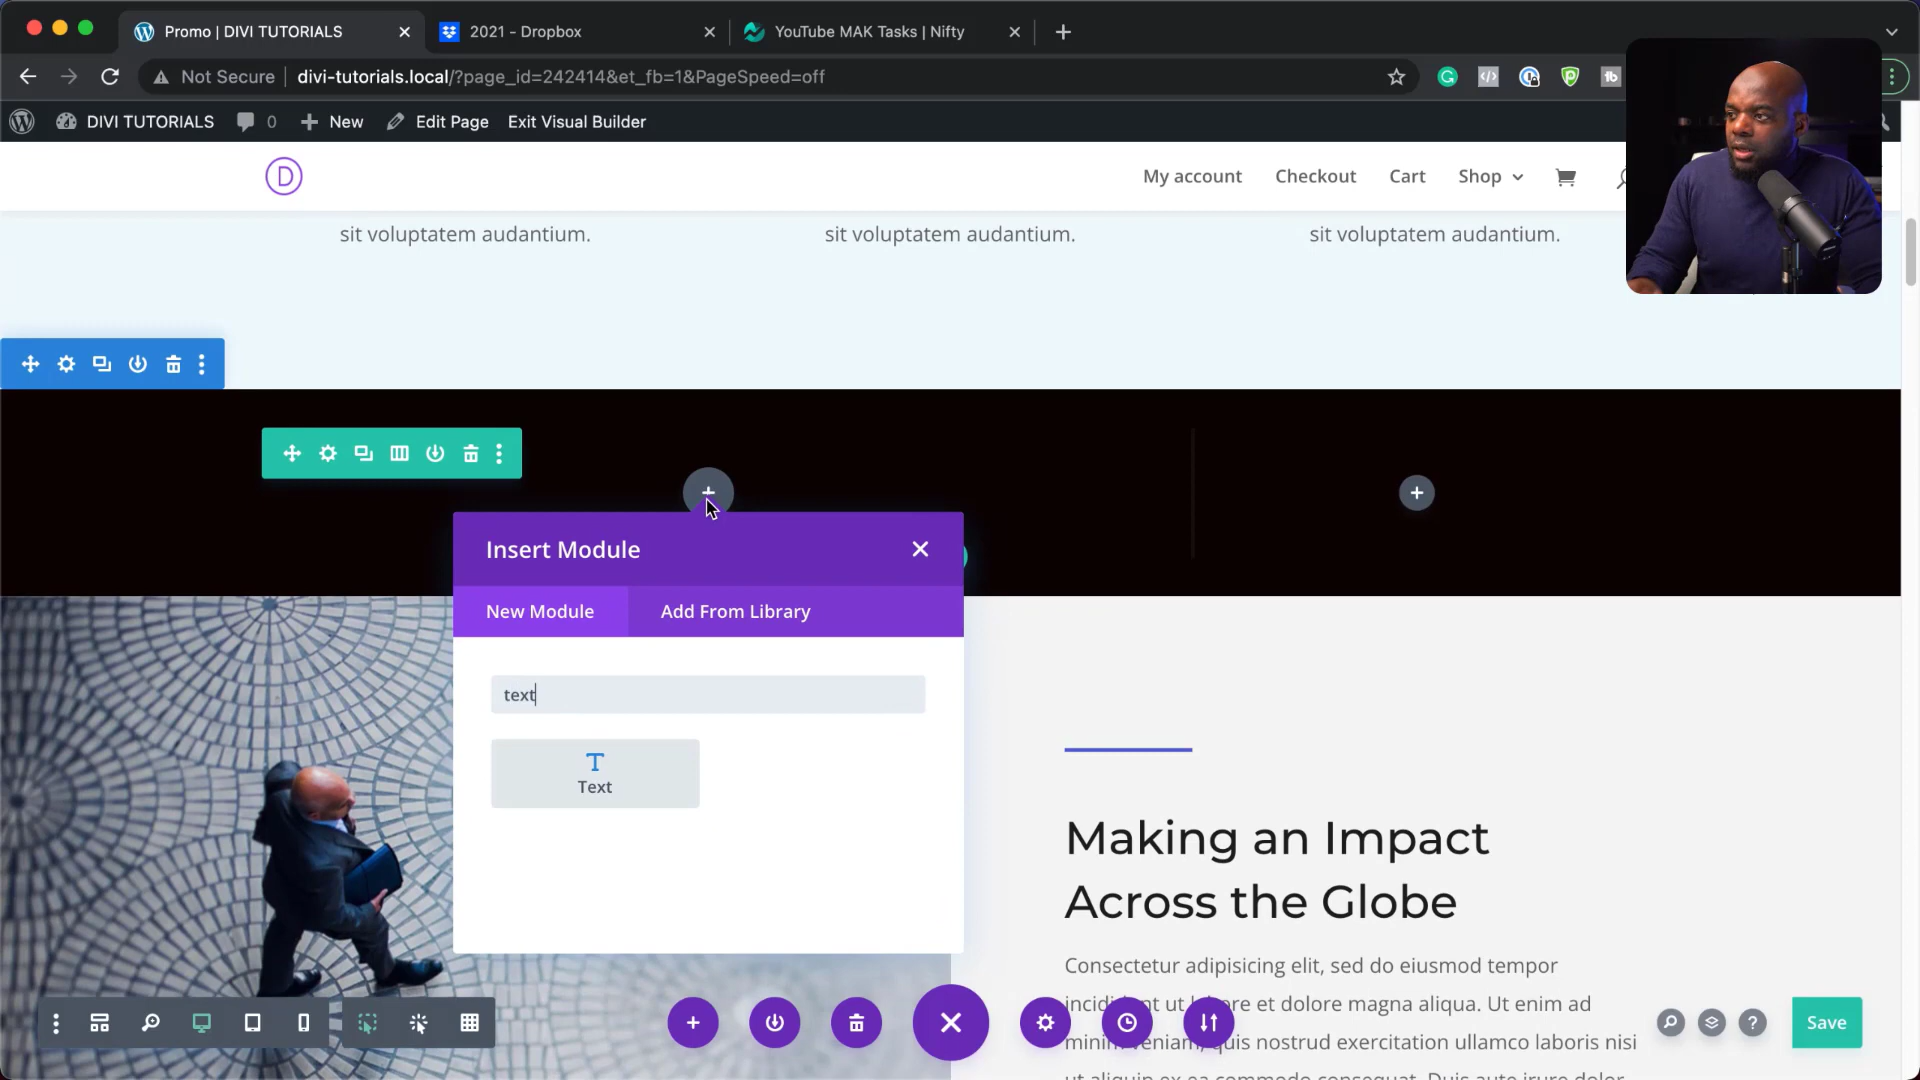 Promo | DIVI TUTORIALS
2021 - Dropbox
YouTube MAK Tasks | Nifty
Not Secure
divi-tutorials.local/?page_id=242414&et_fb=1&PageSpeed=off
DIVI TUTORIALS
0
New
Edit Page
Exit Visual Builder
D
My account
Checkout
Cart
Shop
sit voluptatem audantium.
sit voluptatem audantium.
sit voluptatem audantium.
Insert Module
New Module
Add From Library
text
T
Text
Making an Impact
Across the Globe
Consectetur adipisicing elit, sed do eiusmod tempor
ut et dolore magna aliqua. Ut enim ad
veniam, quis nostrud exercitation ullamco laboris nisi
ut aliquip ex ea commodo consequat. Duis aute irure dolor
Save